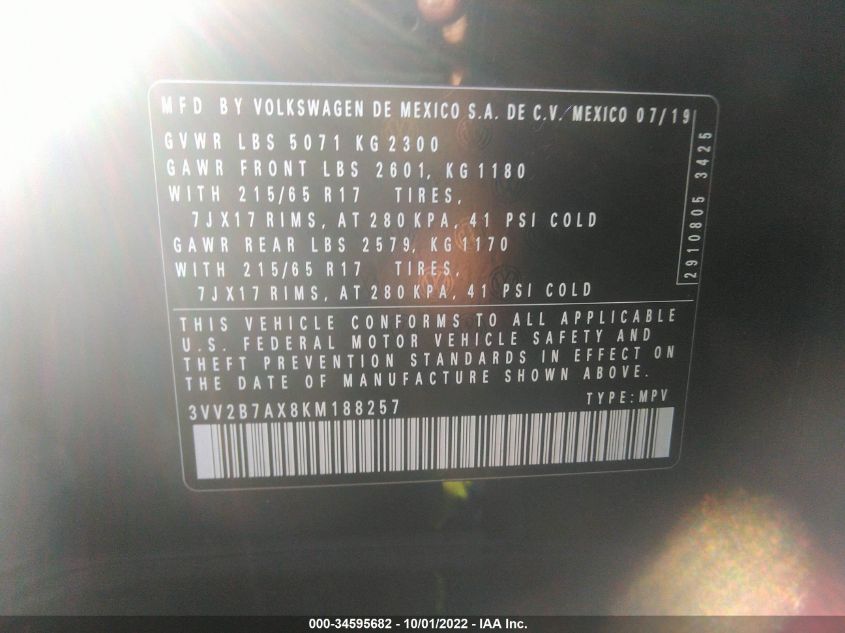 MFD BY VOLKSWAGEN DE MEXICO S.A. DE C.V. MEXICO 07/19
GVWR LBS 5071 KG 2300
GAWR FRONT LBS 2601, KG 1180
WITH 215/65 R17 TIRES,
7JX17 RIMS, AT 280 KPA, 41 PSI COLD
GAWR REAR LBS 2579, KG 1170
WITH 215/65 R17 TIRES,
7JX17 RIMS, AT 280 KPA, 41 PSI COLD
2910805 3425
THIS VEHICLE CONFORMS TO ALL APPLICABLE
U.S. FEDERAL MOTOR VEHICLE SAFETY AND
THEFT PREVENTION STANDARDS IN EFFECT ON
THE DATE OF MANUFACTURE SHOWN ABOVE.
3VV2B7AX8KM188257 TYPE: MPV
000-34595682 - 10/01/2022 - IAA Inc.